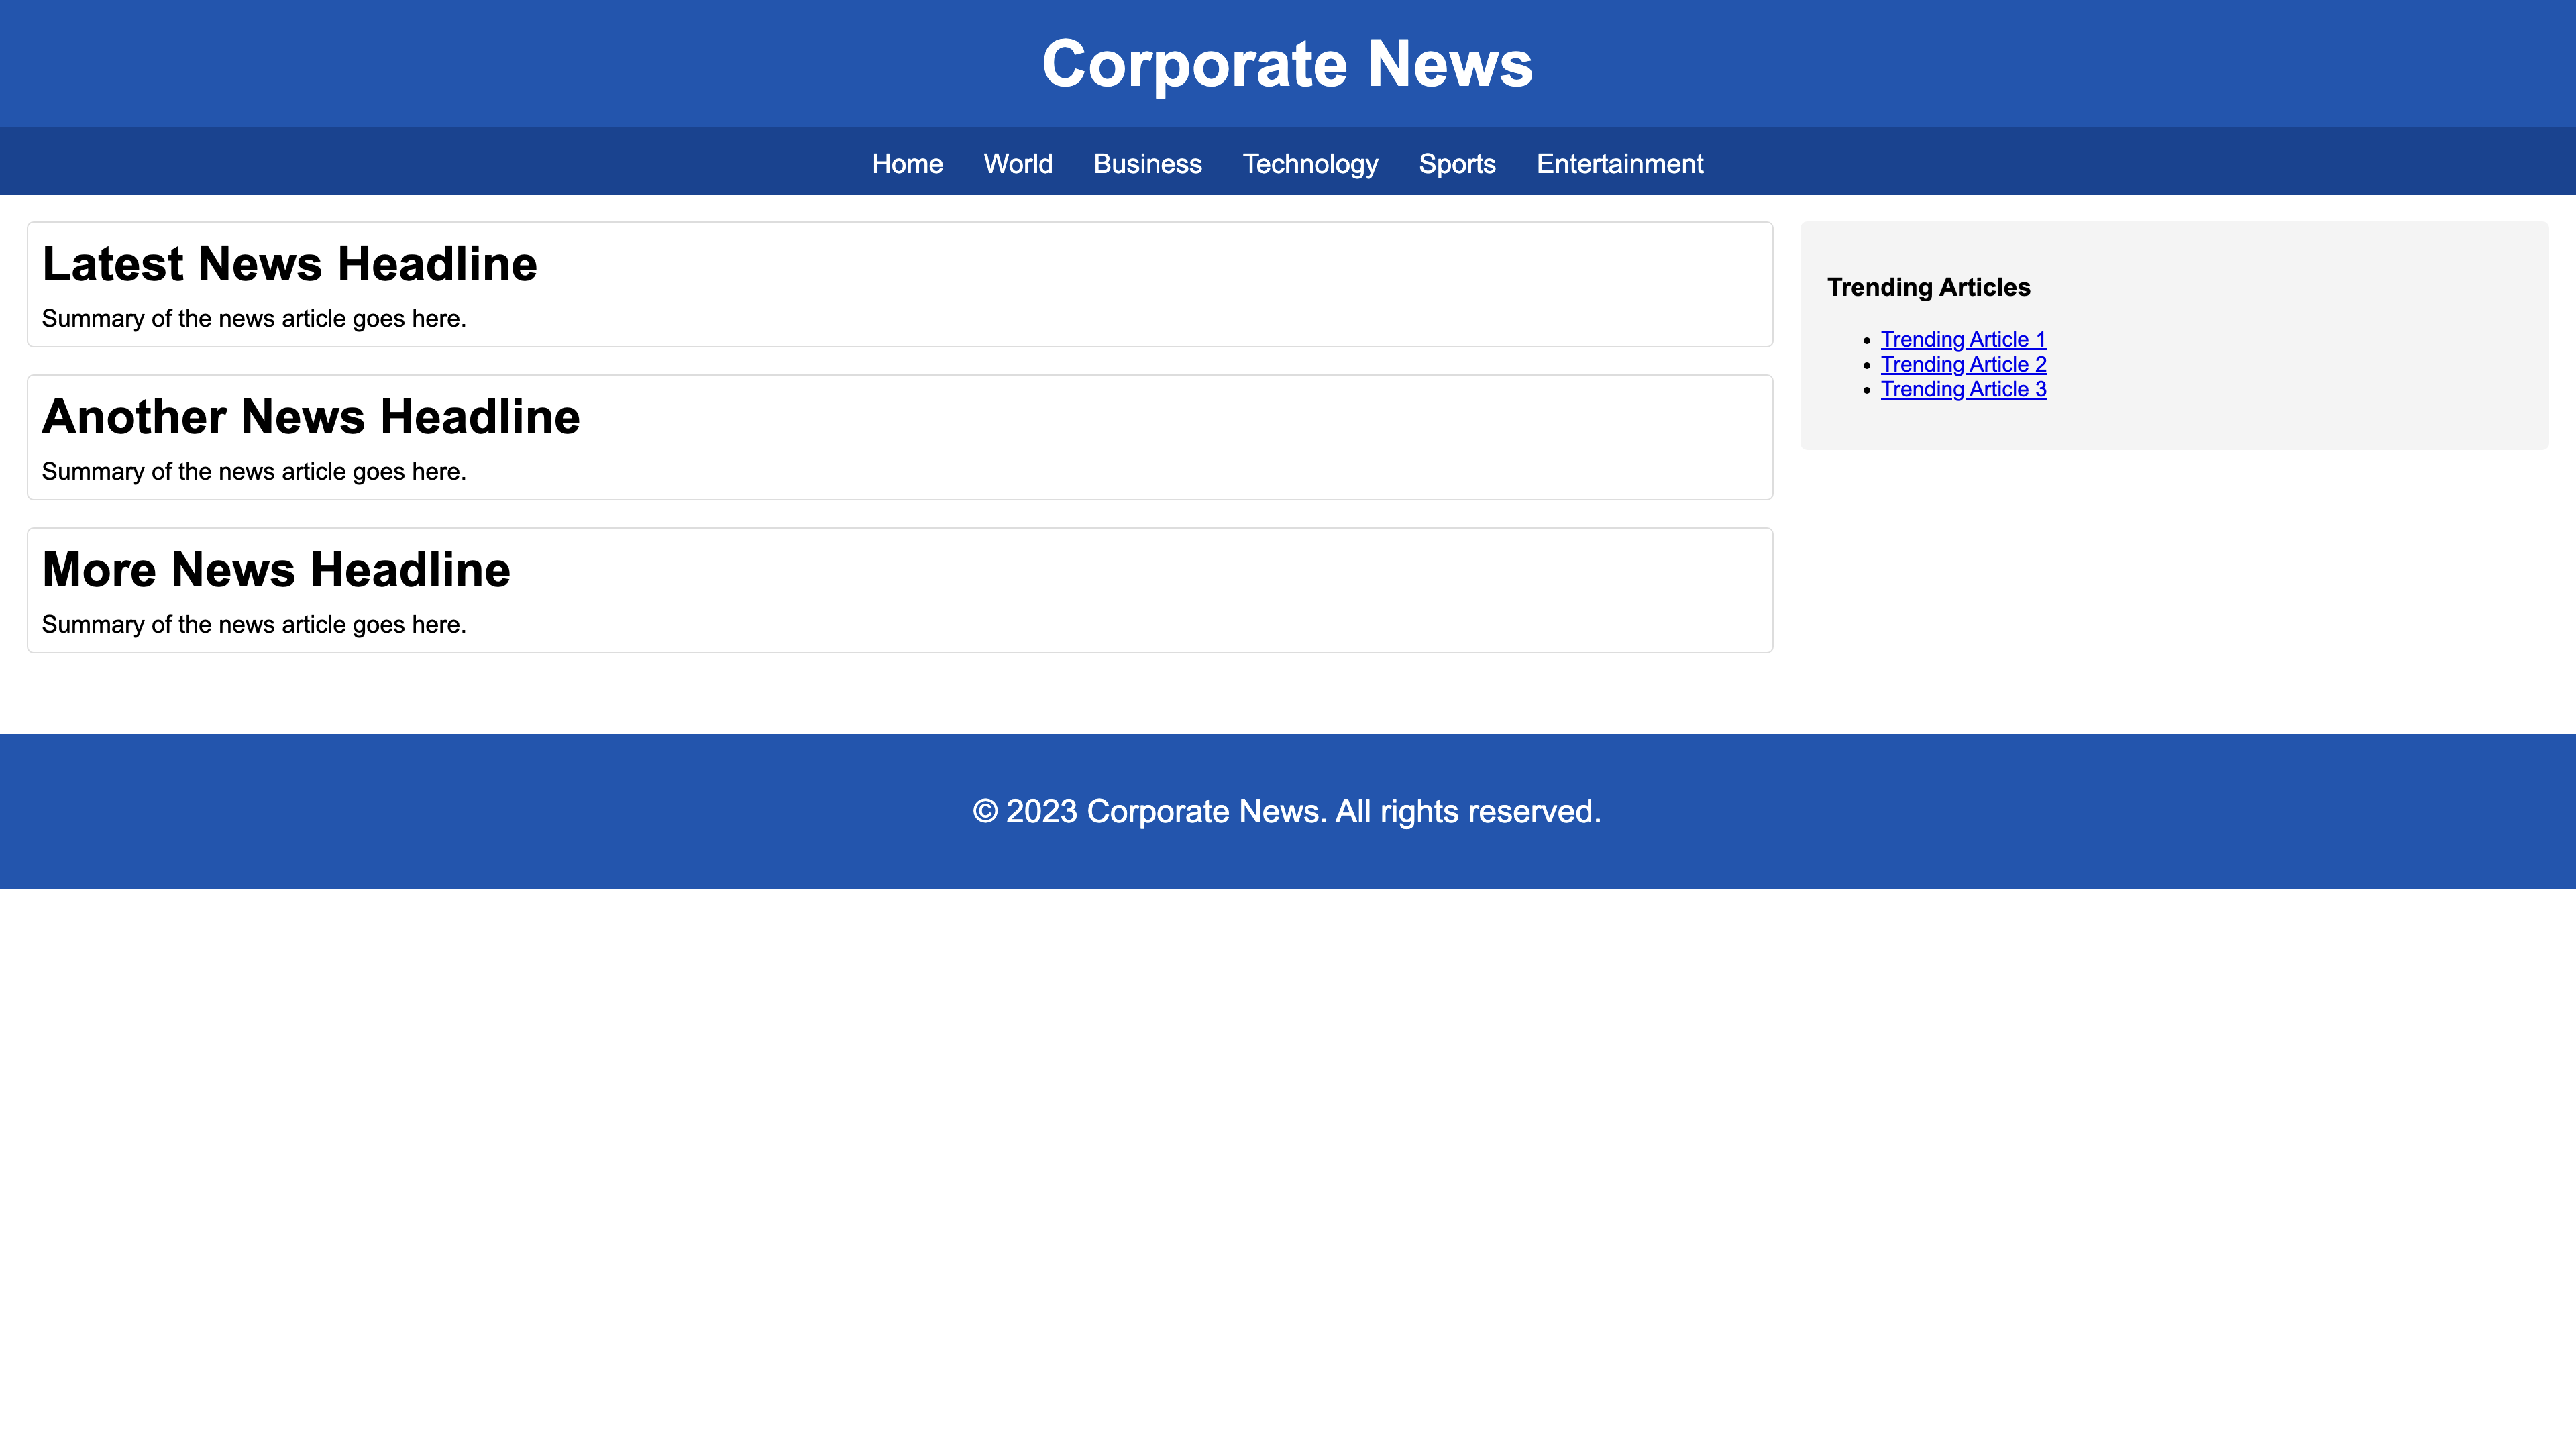 Corporate News
Home World Business Technology Sports Entertainment
Latest News Headline
Summary of the news article goes here.
Another News Headline
Summary of the news article goes here.
More News Headline
Summary of the news article goes here.
Trending Articles
Trending Article 1
Trending Article 2
Trending Article 3
© 2023 Corporate News. All rights reserved.